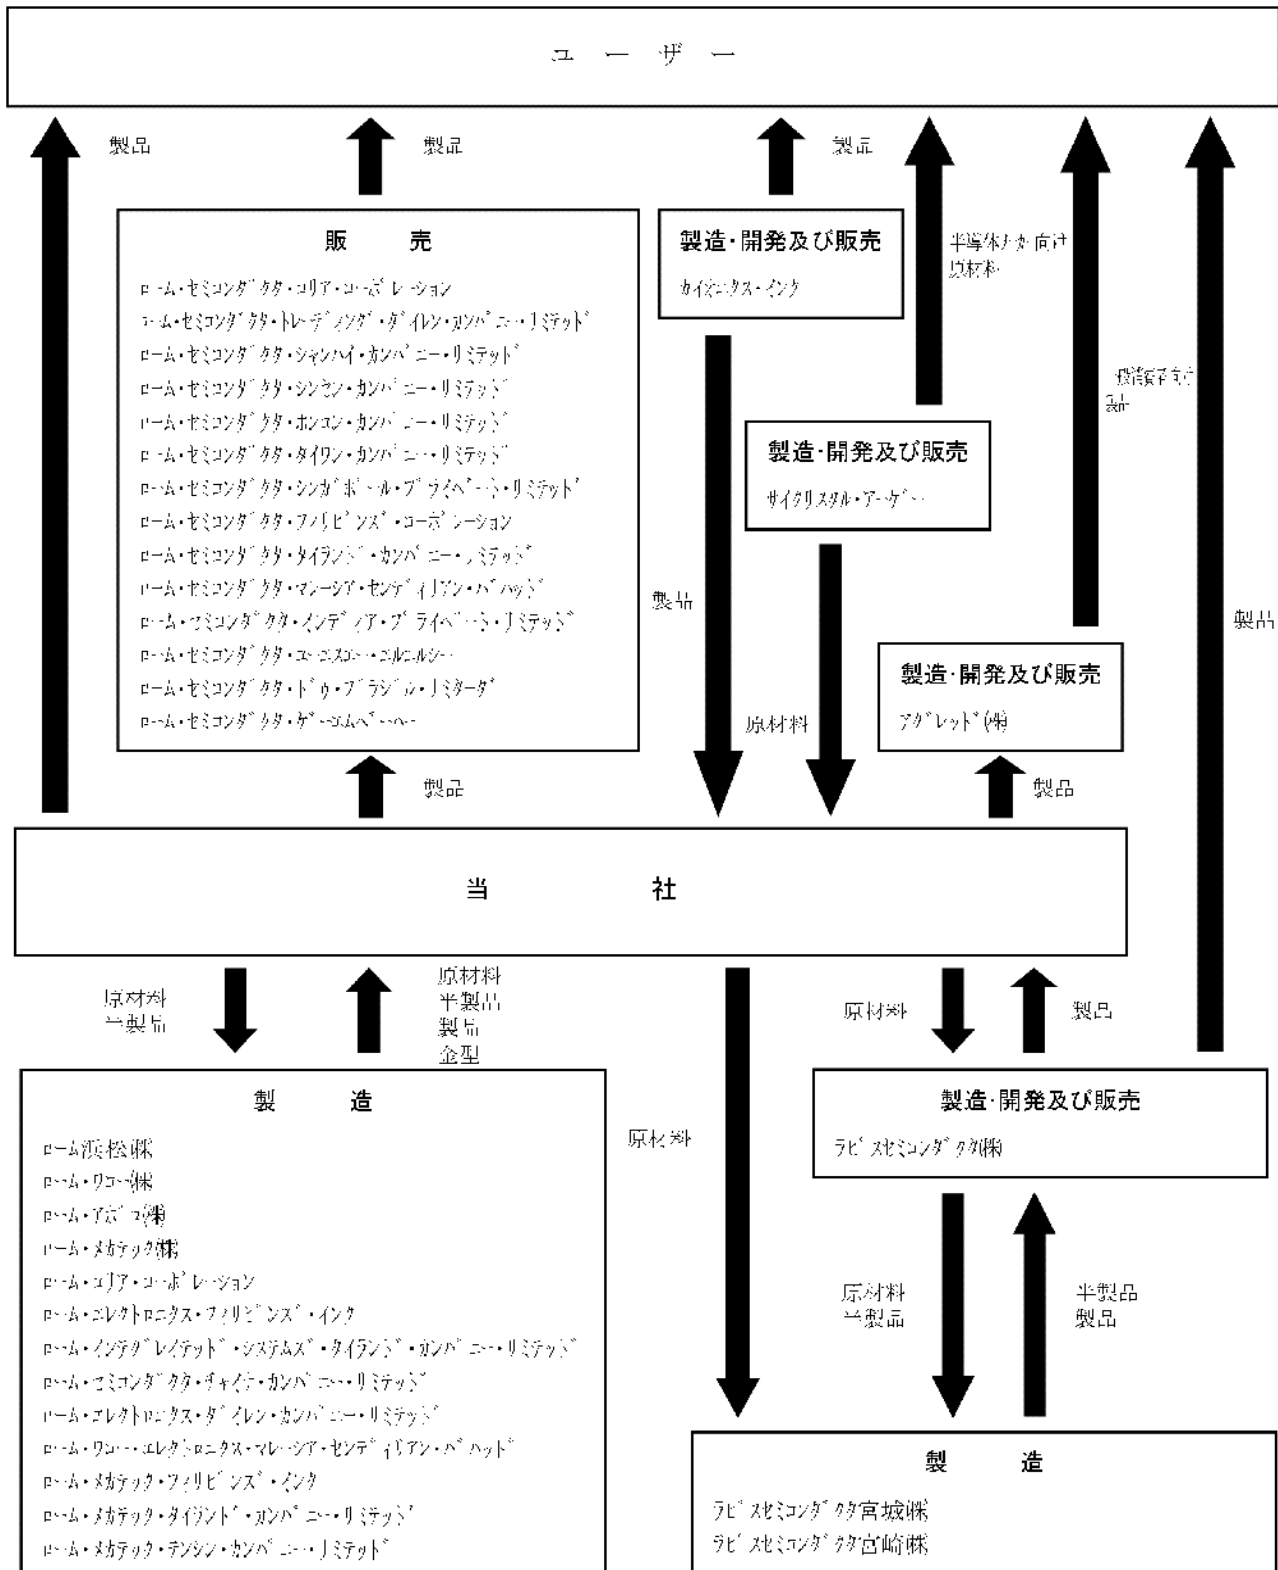 ユーザー
製品
製品
製品
半導体メーカー向け
原材料
一般消費者向け
製品
製品
販売
ローム・セミコンダクタ・コリア・コーポレーション
ローム・セミコンダクタ・トレーディング・ダイレン・カンパニー・リミテッド
ローム・セミコンダクタ・シャンハイ・カンパニー・リミテッド
ローム・セミコンダクタ・シンセン・カンパニー・リミテッド
ローム・セミコンダクタ・ホンコン・カンパニー・リミテッド
ローム・セミコンダクタ・タイワン・カンパニー・リミテッド
ローム・セミコンダクタ・シンガポール・プライベート・リミテッド
ローム・セミコンダクタ・フィリピンズ・コーポレーション
ローム・セミコンダクタ・タイランド・カンパニー・リミテッド
ローム・セミコンダクタ・マレーシア・センディリアン・バハッド
ローム・セミコンダクタ・インディア・プライベート・リミテッド
ローム・セミコンダクタ・ユーエスエー・エルエルシー
ローム・セミコンダクタ・ドゥ・ブラジル・リミターダ
ローム・セミコンダクタ・ゲーエムベーハー
製造・開発及び販売
カイオニクス・インク
製造・開発及び販売
サイクリスタル・アーゲー
製造・開発及び販売
アグレッド(株)
製品
原材料
製品
製品
当社
原材料
半製品
原材料
半製品
製品
金型
原材料
原材料
製品
製造
ローム浜松(株)
ローム・ワコー(株)
ローム・アポロ(株)
ローム・メカテック(株)
ローム・コリア・コーポレーション
ローム・エレクトロニクス・フィリピンズ・インク
ローム・インテグレイテッド・システムズ・タイランド・カンパニー・リミテッド
ローム・セミコンダクタ・チャイナ・カンパニー・リミテッド
ローム・エレクトロニクス・ダイレン・カンパニー・リミテッド
ローム・ワコー・エレクトロニクス・マレーシア・センディリアン・バハッド
ローム・メカテック・フィリピンズ・インク
ローム・メカテック・タイランド・カンパニー・リミテッド
ローム・メカテック・テンシン・カンパニー・リミテッド
製造・開発及び販売
ラピスセミコンダクタ(株)
原材料
半製品
半製品
製品
製造
ラピスセミコンダクタ宮城(株)
ラピスセミコンダクタ宮崎(株)